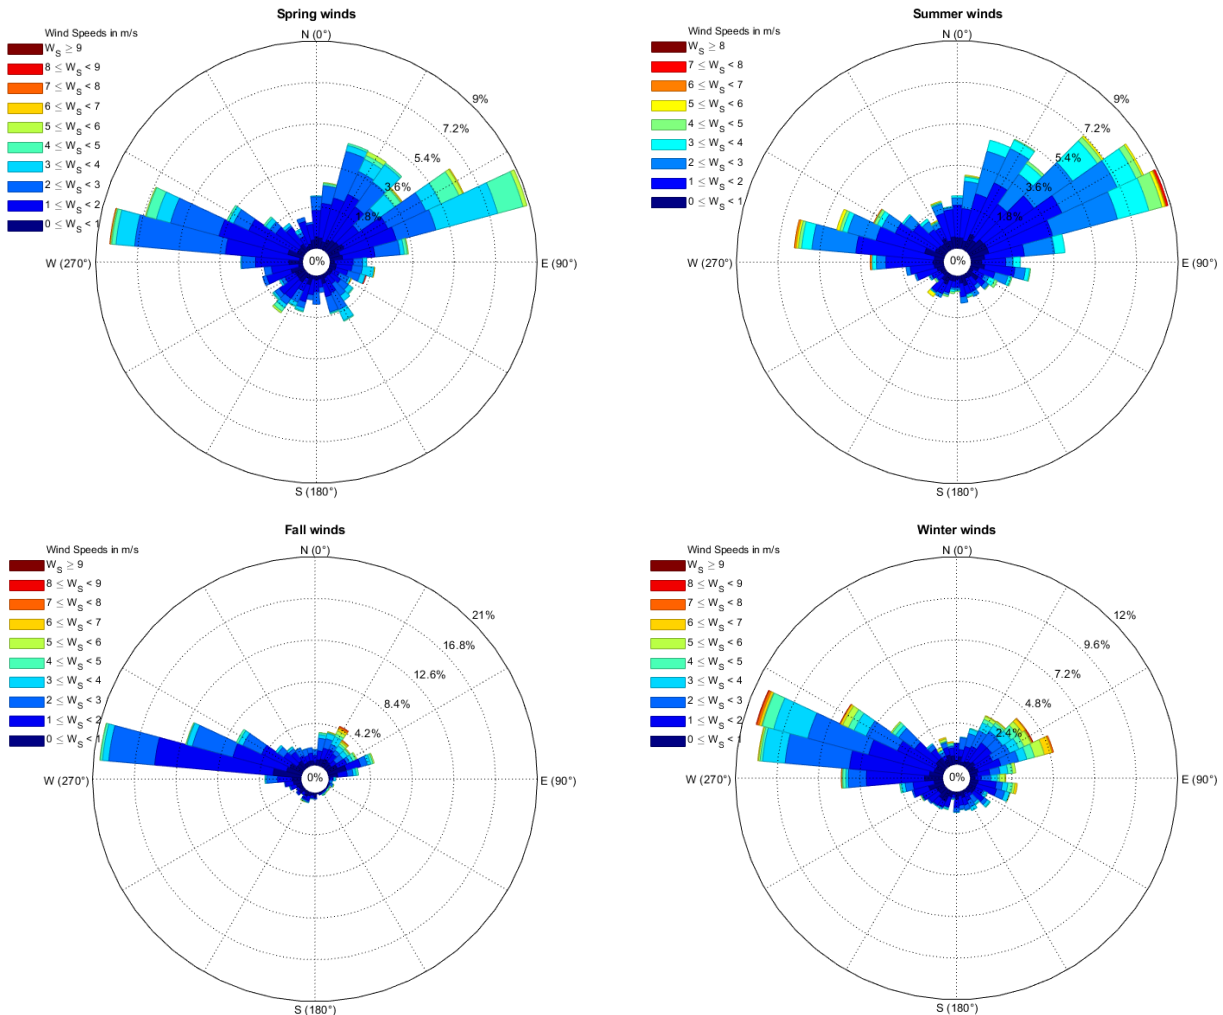 Spring winds
Wind Speeds in m/s
W_S ≥ 9
8 ≤ W_S < 9
7 ≤ W_S < 8
6 ≤ W_S < 7
5 ≤ W_S < 6
4 ≤ W_S < 5
3 ≤ W_S < 4
2 ≤ W_S < 3
1 ≤ W_S < 2
0 ≤ W_S < 1
N (0°)
9%
7.2%
5.4%
3.6%
1.8%
0%
W (270°)
E (90°)
S (180°)
Summer winds
Wind Speeds in m/s
W_S ≥ 8
7 ≤ W_S < 8
6 ≤ W_S < 7
5 ≤ W_S < 6
4 ≤ W_S < 5
3 ≤ W_S < 4
2 ≤ W_S < 3
1 ≤ W_S < 2
0 ≤ W_S < 1
N (0°)
9%
7.2%
5.4%
3.6%
1.8%
0%
W (270°)
E (90°)
S (180°)
Fall winds
Wind Speeds in m/s
W_S ≥ 9
8 ≤ W_S < 9
7 ≤ W_S < 8
6 ≤ W_S < 7
5 ≤ W_S < 6
4 ≤ W_S < 5
3 ≤ W_S < 4
2 ≤ W_S < 3
1 ≤ W_S < 2
0 ≤ W_S < 1
N (0°)
21%
16.8%
12.6%
8.4%
4.2%
0%
W (270°)
E (90°)
S (180°)
Winter winds
Wind Speeds in m/s
W_S ≥ 9
8 ≤ W_S < 9
7 ≤ W_S < 8
6 ≤ W_S < 7
5 ≤ W_S < 6
4 ≤ W_S < 5
3 ≤ W_S < 4
2 ≤ W_S < 3
1 ≤ W_S < 2
0 ≤ W_S < 1
N (0°)
12%
9.6%
7.2%
4.8%
2.4%
0%
W (270°)
E (90°)
S (180°)